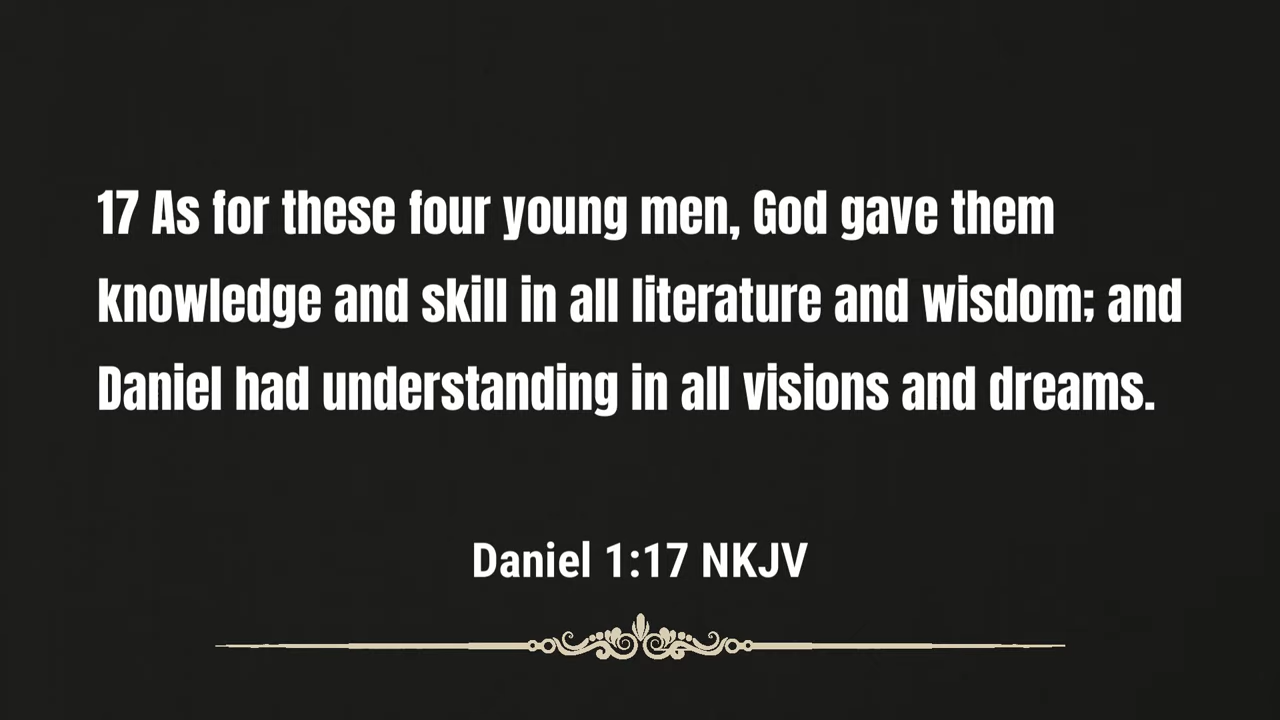 17 As for these four young men, God gave them
knowledge and skill in all literature and wisdom; and
Daniel had understanding in all visions and dreams.
Daniel 1:17 NKJV